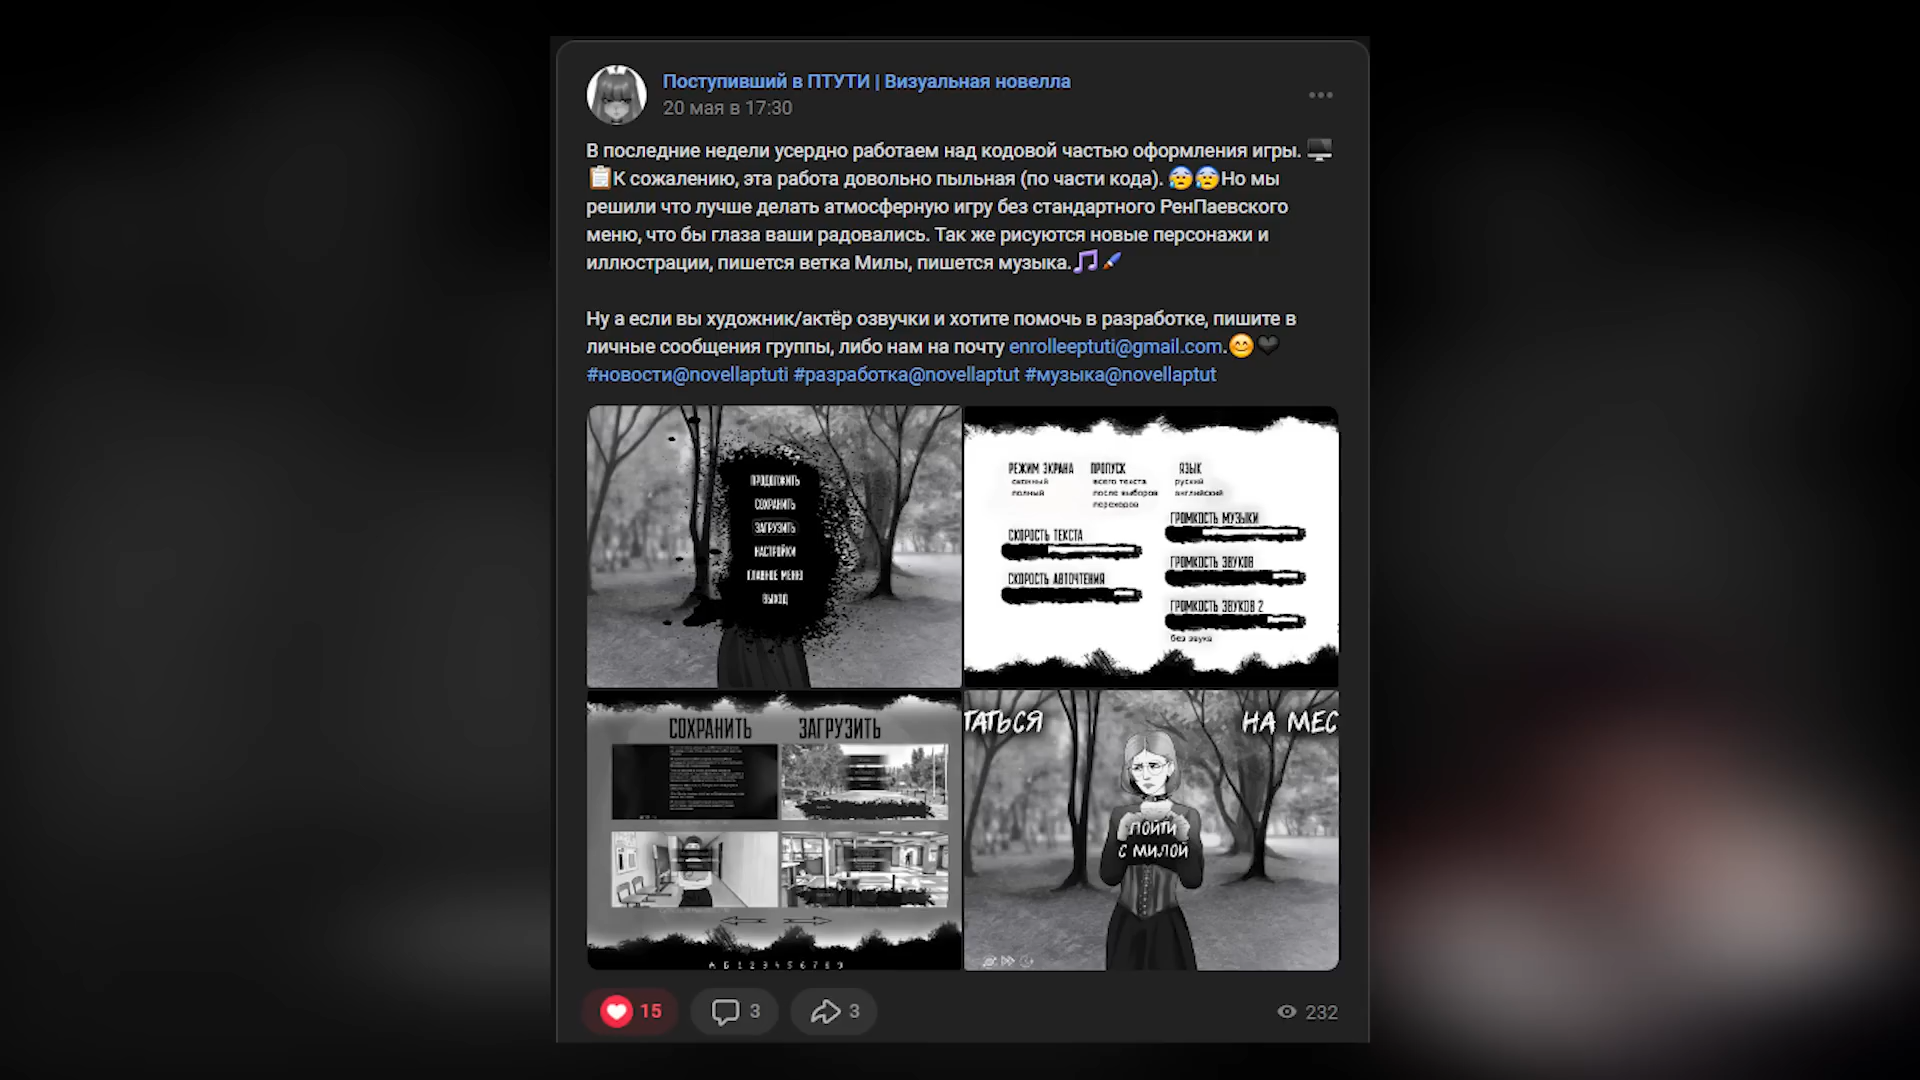 Поступивший в ПТУТИ | Визуальная новелла
20 мая в 17:30
В последние недели усердно работаем над кодовой частью оформления игры. 🖥️
📋К сожалению, эта работа довольно пыльная (по части кода). 😰😰Но мы
решили что лучше делать атмосферную игру без стандартного РенПаевского
меню, что бы глаза ваши радовались. Так же рисуются новые персонажи и
иллюстрации, пишется ветка Милы, пишется музыка.🎵🖌️
Ну а если вы художник/актёр озвучки и хотите помочь в разработке, пишите в
личные сообщения группы, либо нам на почту enrolleeptuti@gmail.com.😊🖤
#новости@novellaptuti #разработка@novellaptut #музыка@novellaptut
ПРОДОЛЖИТЬ
СОХРАНИТЬ
ЗАГРУЗИТЬ
НАСТРОЙКИ
ГЛАВНОЕ МЕНЮ
ВЫХОД
РЕЖИМ ЭКРАНА ПРОПУСК ЯЗЫК
оконный всего текста руский
полный после выборов английский
переходов
ГРОМКОСТЬ МУЗЫКИ
СКОРОСТЬ ТЕКСТА
ГРОМКОСТЬ ЗВУКОВ
СКОРОСТЬ АВТОЧТЕНИЯ
ГРОМКОСТЬ ЗВУКОВ 2
без звука
СОХРАНИТЬ ЗАГРУЗИТЬ
А Б 1 2 3 4 5 6 7 8 9
ТАТЬСЯ НА МЕС
ПОЙТИ
С МИЛОЙ
15 3 3 232